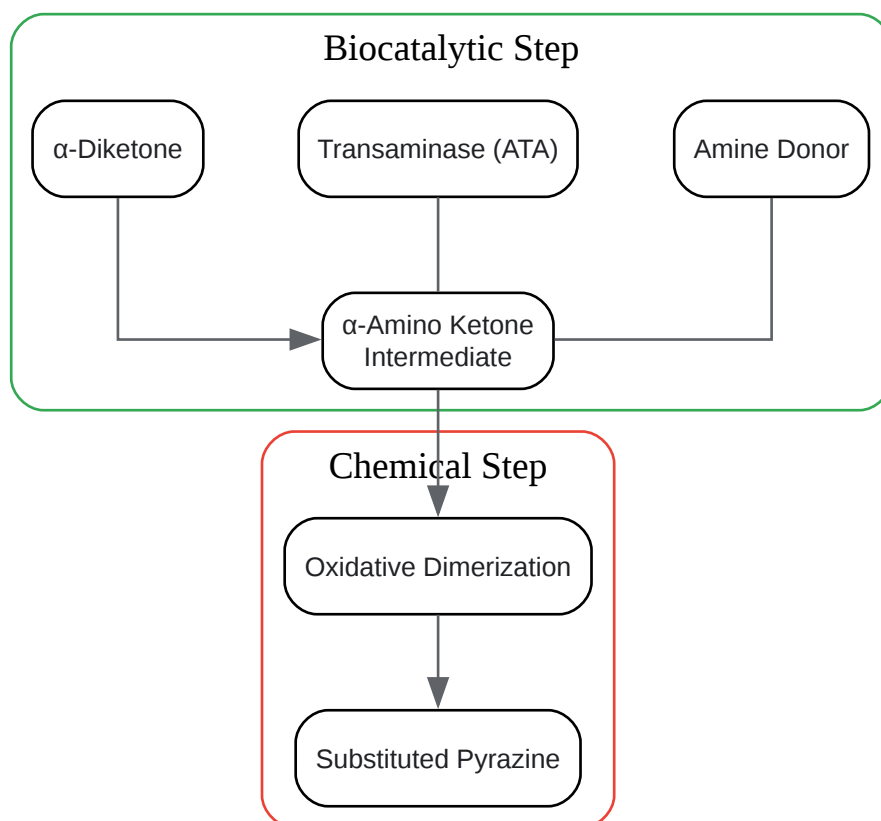 Biocatalytic Step
α-Diketone
Transaminase (ATA)
Amine Donor
α-Amino Ketone
Intermediate
Chemical Step
Oxidative Dimerization
Substituted Pyrazine